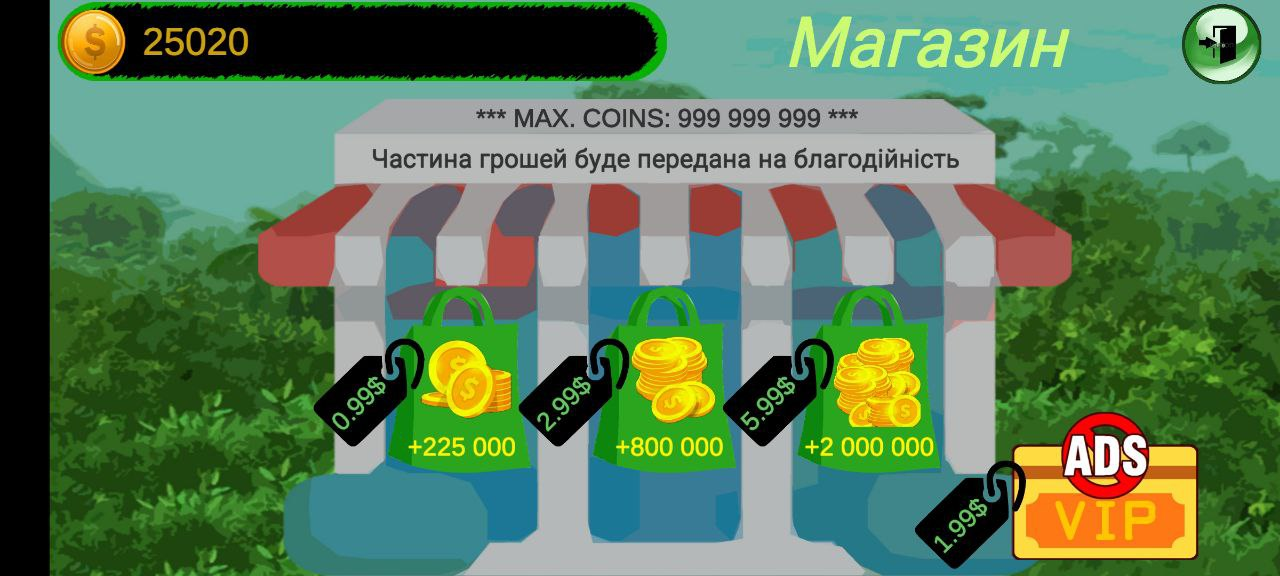 25020
Магазин
*** MAX. COINS: 999 999 999 ***
Частина грошей буде передана на благодійність
0.99$
2.99$
5.99$
+225 000
+800 000
+2 000 000
ADS
VIP
1.99$